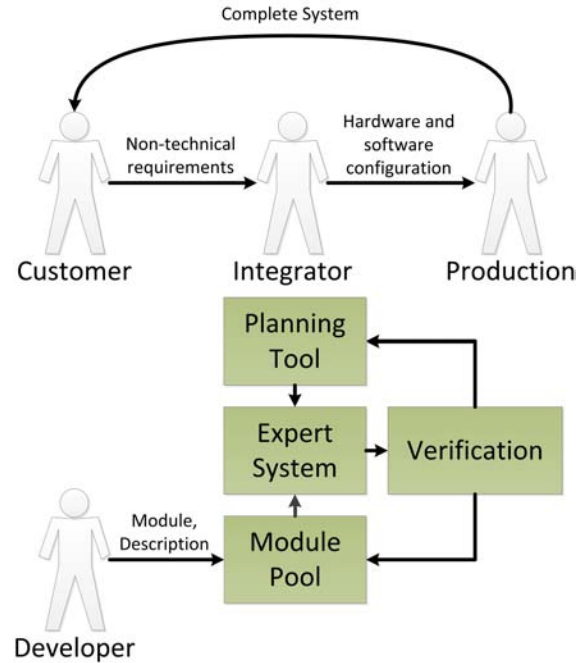 Complete System
Non-technical
requirements
Hardware and
software
configuration
Customer
Integrator
Production
Planning
Tool
Expert
System
Verification
Module,
Description
Module
Pool
Developer